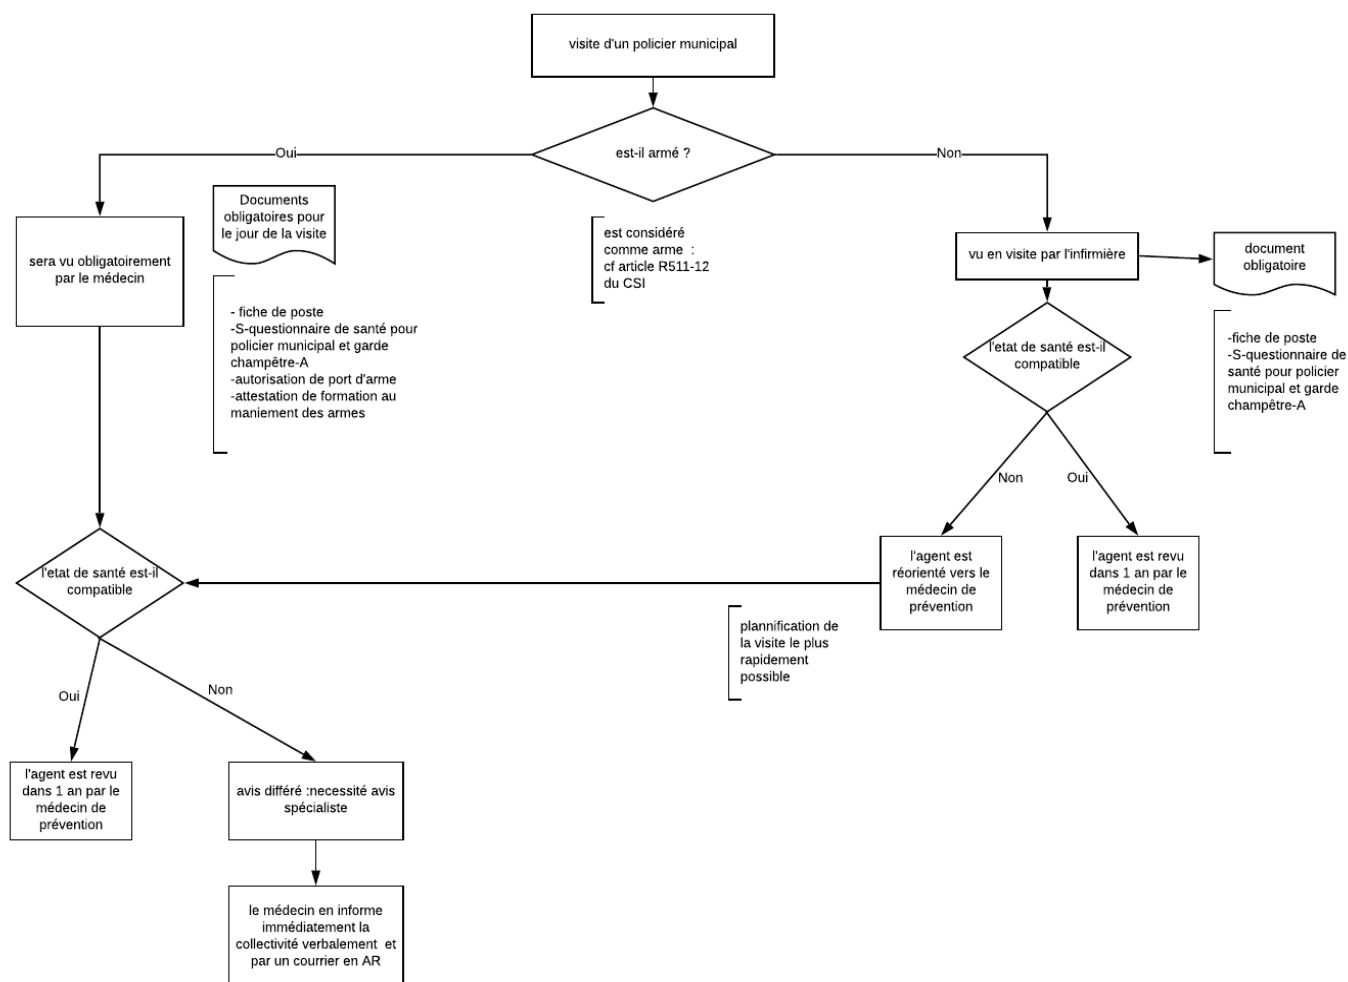 visite d'un policier municipal
est-il armé ?
Oui
Non
Documents
obligatoires pour
le jour de la visite
sera vu obligatoirement
par le médecin
est considéré
comme arme :
cf article R511-12
du CSI
vu en visite par l'infirmière
document
obligatoire
- fiche de poste
-S-questionnaire de santé pour
policier municipal et garde
champêtre-A
-autorisation de port d'arme
-attestation de formation au
maniement des armes
l'etat de santé est-il
compatible
-fiche de poste
-S-questionnaire de
santé pour policier
municipal et garde
champêtre-A
Non
Oui
l'etat de santé est-il
compatible
l'agent est
réorienté vers le
médecin de
prévention
l'agent est revu
dans 1 an par le
médecin de
prévention
plannification de
la visite le plus
rapidement
possible
Oui
Non
l'agent est revu
dans 1 an par le
médecin de
prévention
avis différé :necessité avis
spécialiste
le médecin en informe
immédiatement la
collectivité verbalement et
par un courrier en AR